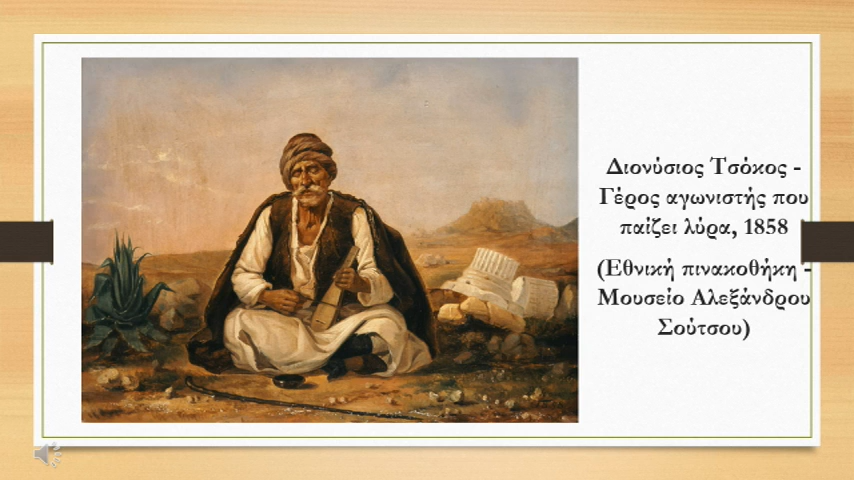 Διονύσιος Τσόκος -
Γέρος αγωνιστής που
παίζει λύρα, 1858
(Εθνική πινακοθήκη -
Μουσείο Αλεξάνδρου
Σούτσου)